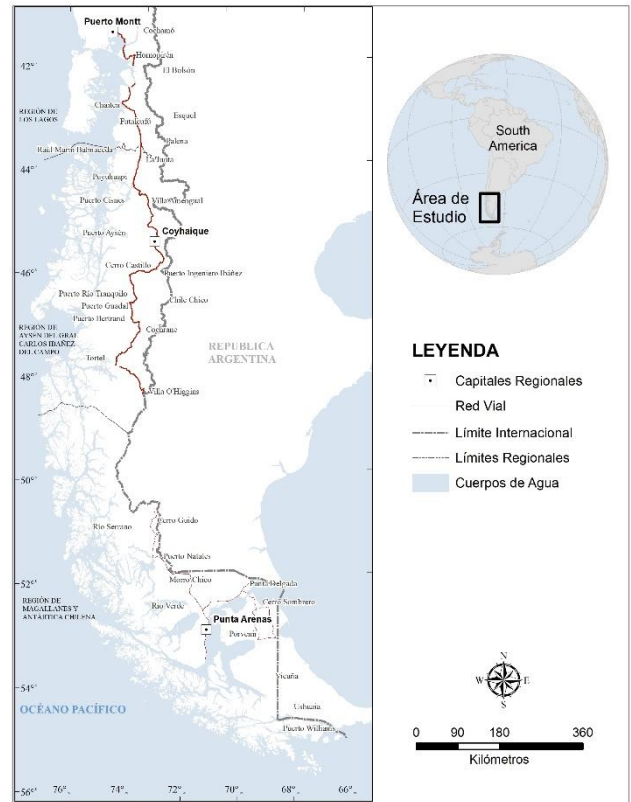 Puerto Montt
Cochamó
Hornopirén
42°
El Bolsón
REGIÓN DE
LOS LAGOS
Chaitén
Esquel
Futaleufú
Palena
Raúl Marín Balmaceda
La Junta
44°
Puyuhuapi
Puerto Cisnes
Villa Amengual
Puerto Aysén
Coyhaique
Cerro Castillo
46°
Puerto Ingeniero Ibáñez
Puerto Río Tranquilo
Chile Chico
Puerto Guadal
Puerto Bertrand
REGIÓN DE
AYSÉN DEL GRAL
CARLOS IBAÑEZ
DEL CAMPO
Cochrane
REPUBLICA
ARGENTINA
Tortel
48°
Villa O'Higgins
50°
Río Serrano
Cerro Guido
Puerto Natales
52°
Morro Chico
Punta Delgada
REGIÓN DE
MAGALLANES Y
ANTÁRTICA CHILENA
Río Verde
Cerro Sombrero
Punta Arenas
Porvenir
54°
Vicuña
OCÉANO PACÍFICO
Ushuaia
Puerto Williams
56°
76°
74°
72°
70°
68°
66°
South
America
Área de
Estudio
LEYENDA
Capitales Regionales
Red Vial
Límite Internacional
Límites Regionales
Cuerpos de Agua
N
W
E
S
0 90 180 360
Kilómetros